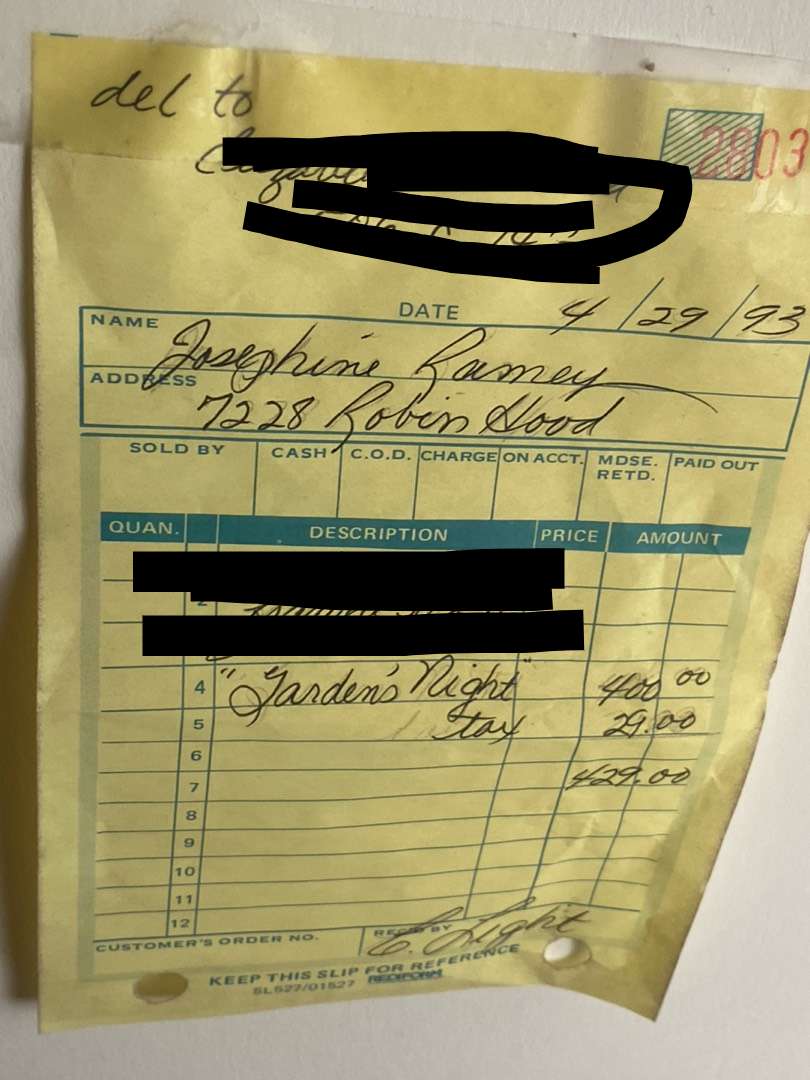 del to
2803
DATE 4/29/93
NAME Josephine Ramey
ADDRESS 7228 Robin Hood
SOLD BY CASH C.O.D. CHARGE ON ACCT. MDSE. RETD. PAID OUT
QUAN. DESCRIPTION PRICE AMOUNT
2
4 "Garden's Night" 400 00
5 tax 29.00
6
7 429.00
8
9
10
11
12
CUSTOMER'S ORDER NO. REC'D BY C. Light
KEEP THIS SLIP FOR REFERENCE
5L527/01527 REDIFORM